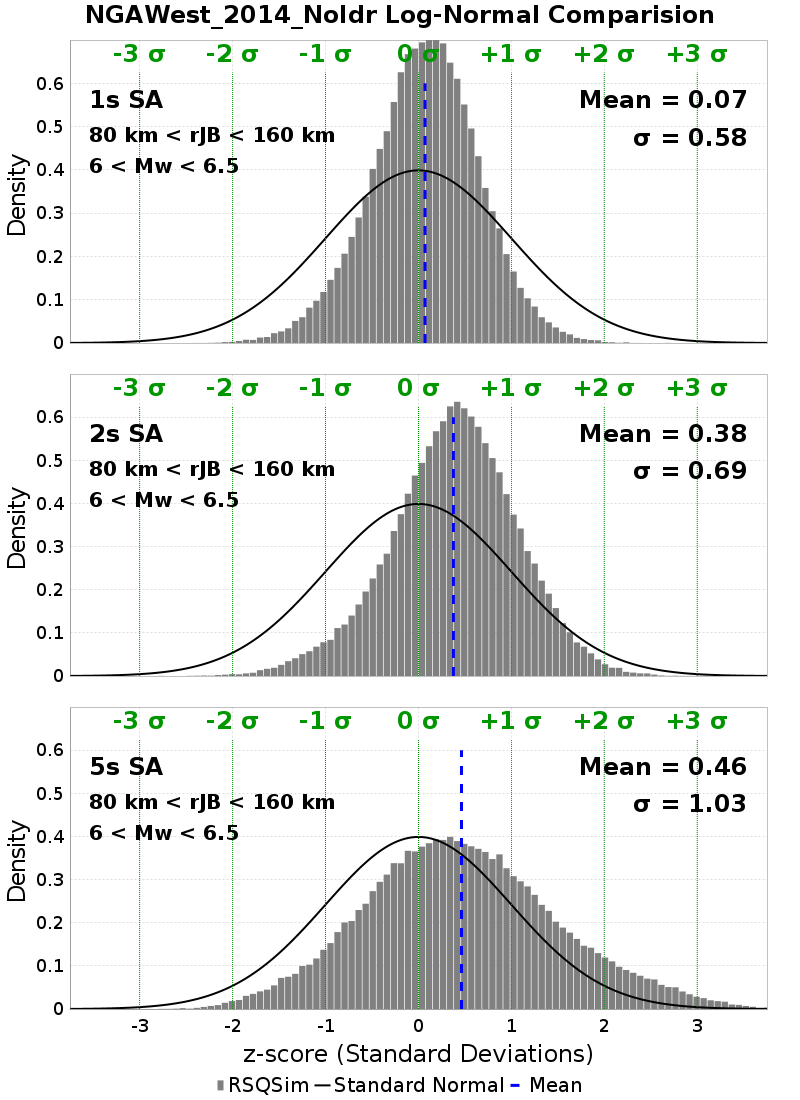 NGAWest_2014_NoIdr Log-Normal Comparision
-3 σ -2 σ -1 σ 0 σ +1 σ +2 σ +3 σ
1s SA
Mean = 0.07
80 km < rJB < 160 km
σ = 0.58
6 < Mw < 6.5
Density
0.6
0.5
0.4
0.3
0.2
0.1
0
-3 σ -2 σ -1 σ 0 σ +1 σ +2 σ +3 σ
2s SA
Mean = 0.38
80 km < rJB < 160 km
σ = 0.69
6 < Mw < 6.5
Density
0.6
0.5
0.4
0.3
0.2
0.1
0
-3 σ -2 σ -1 σ 0 σ +1 σ +2 σ +3 σ
5s SA
Mean = 0.46
80 km < rJB < 160 km
σ = 1.03
6 < Mw < 6.5
Density
0.6
0.5
0.4
0.3
0.2
0.1
0
-3 -2 -1 0 1 2 3
z-score (Standard Deviations)
RSQSim Standard Normal Mean